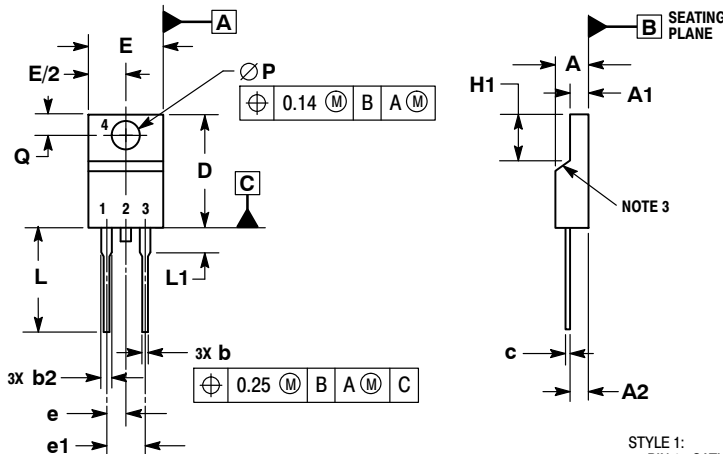 E
A
E/2
Ø P
⌖ 0.14 Ⓜ B A Ⓜ
4
Q
D
C
1 2 3
L
L1
3X b
3X b2
⌖ 0.25 Ⓜ B A Ⓜ C
e
e1
B SEATING
PLANE
A
H1
A1
NOTE 3
c
A2
STYLE 1: